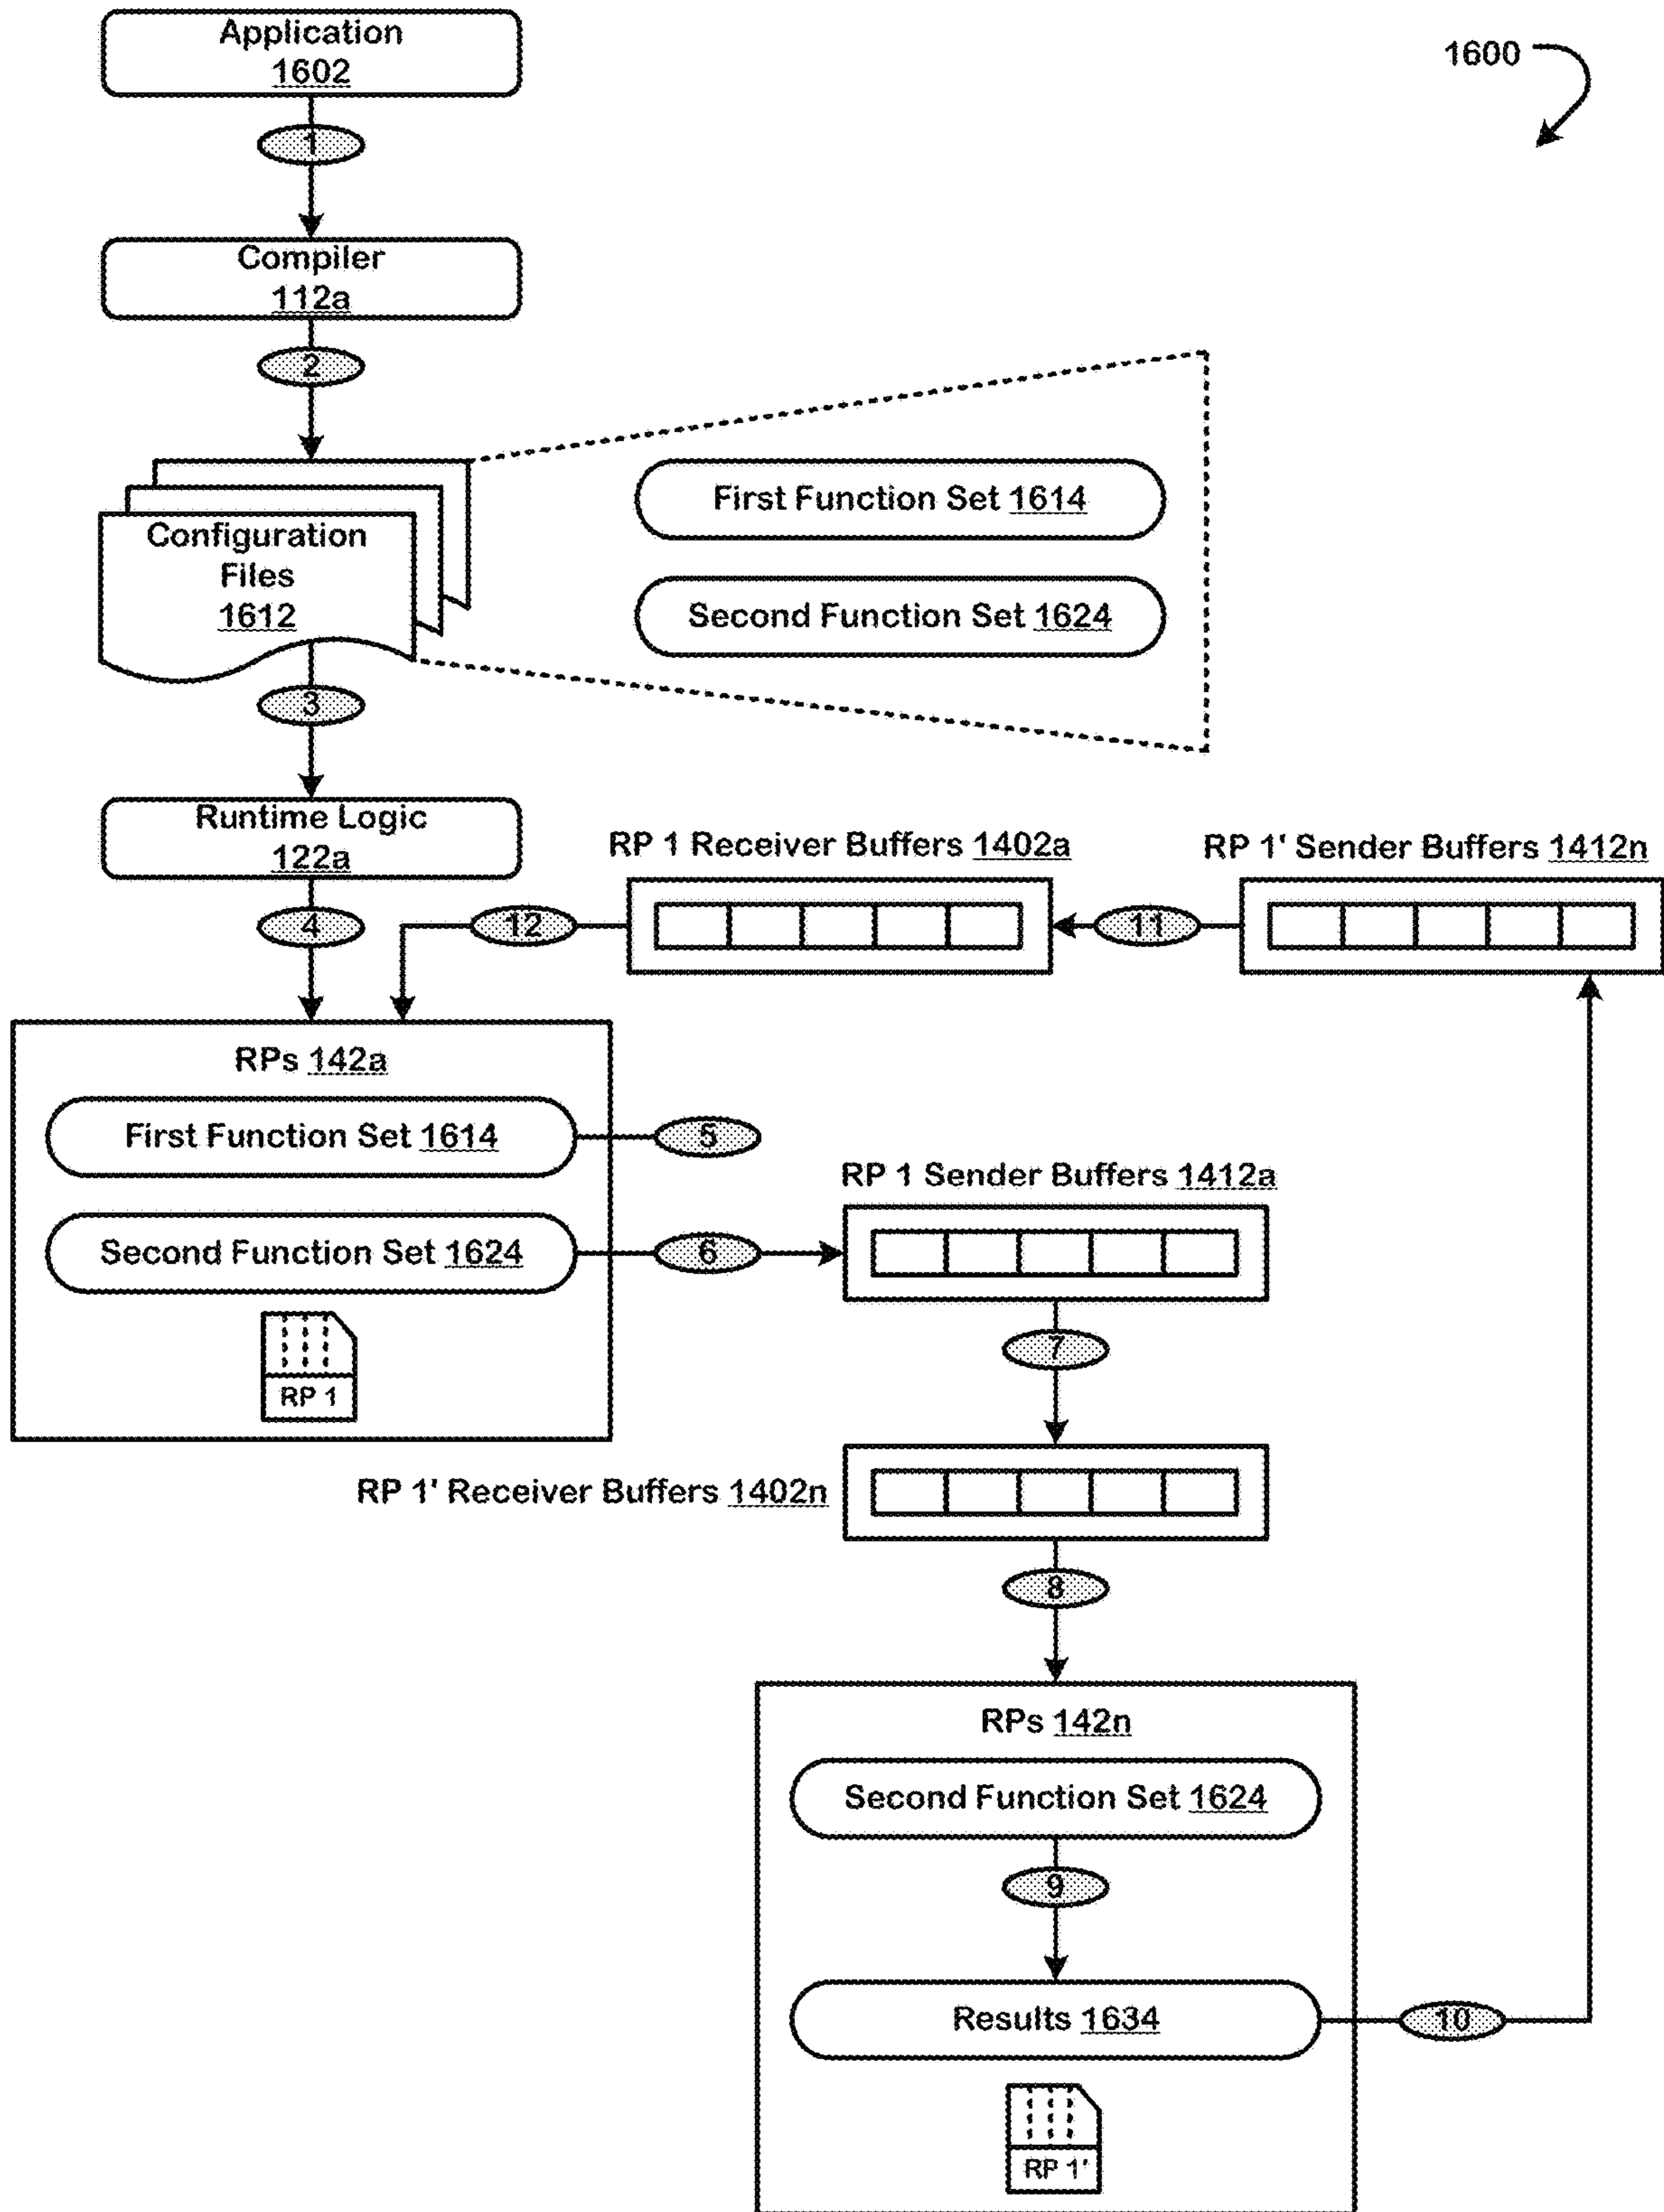 Application
1602
1600
1
Compiler
112a
2
First Function Set 1614
Configuration
Files
1612
Second Function Set 1624
3
Runtime Logic
122a
RP 1 Receiver Buffers 1402a
RP 1' Sender Buffers 1412n
4
12
11
RPs 142a
First Function Set 1614
5
RP 1 Sender Buffers 1412a
Second Function Set 1624
6
7
RP 1
RP 1' Receiver Buffers 1402n
8
RPs 142n
Second Function Set 1624
9
Results 1634
10
RP 1'